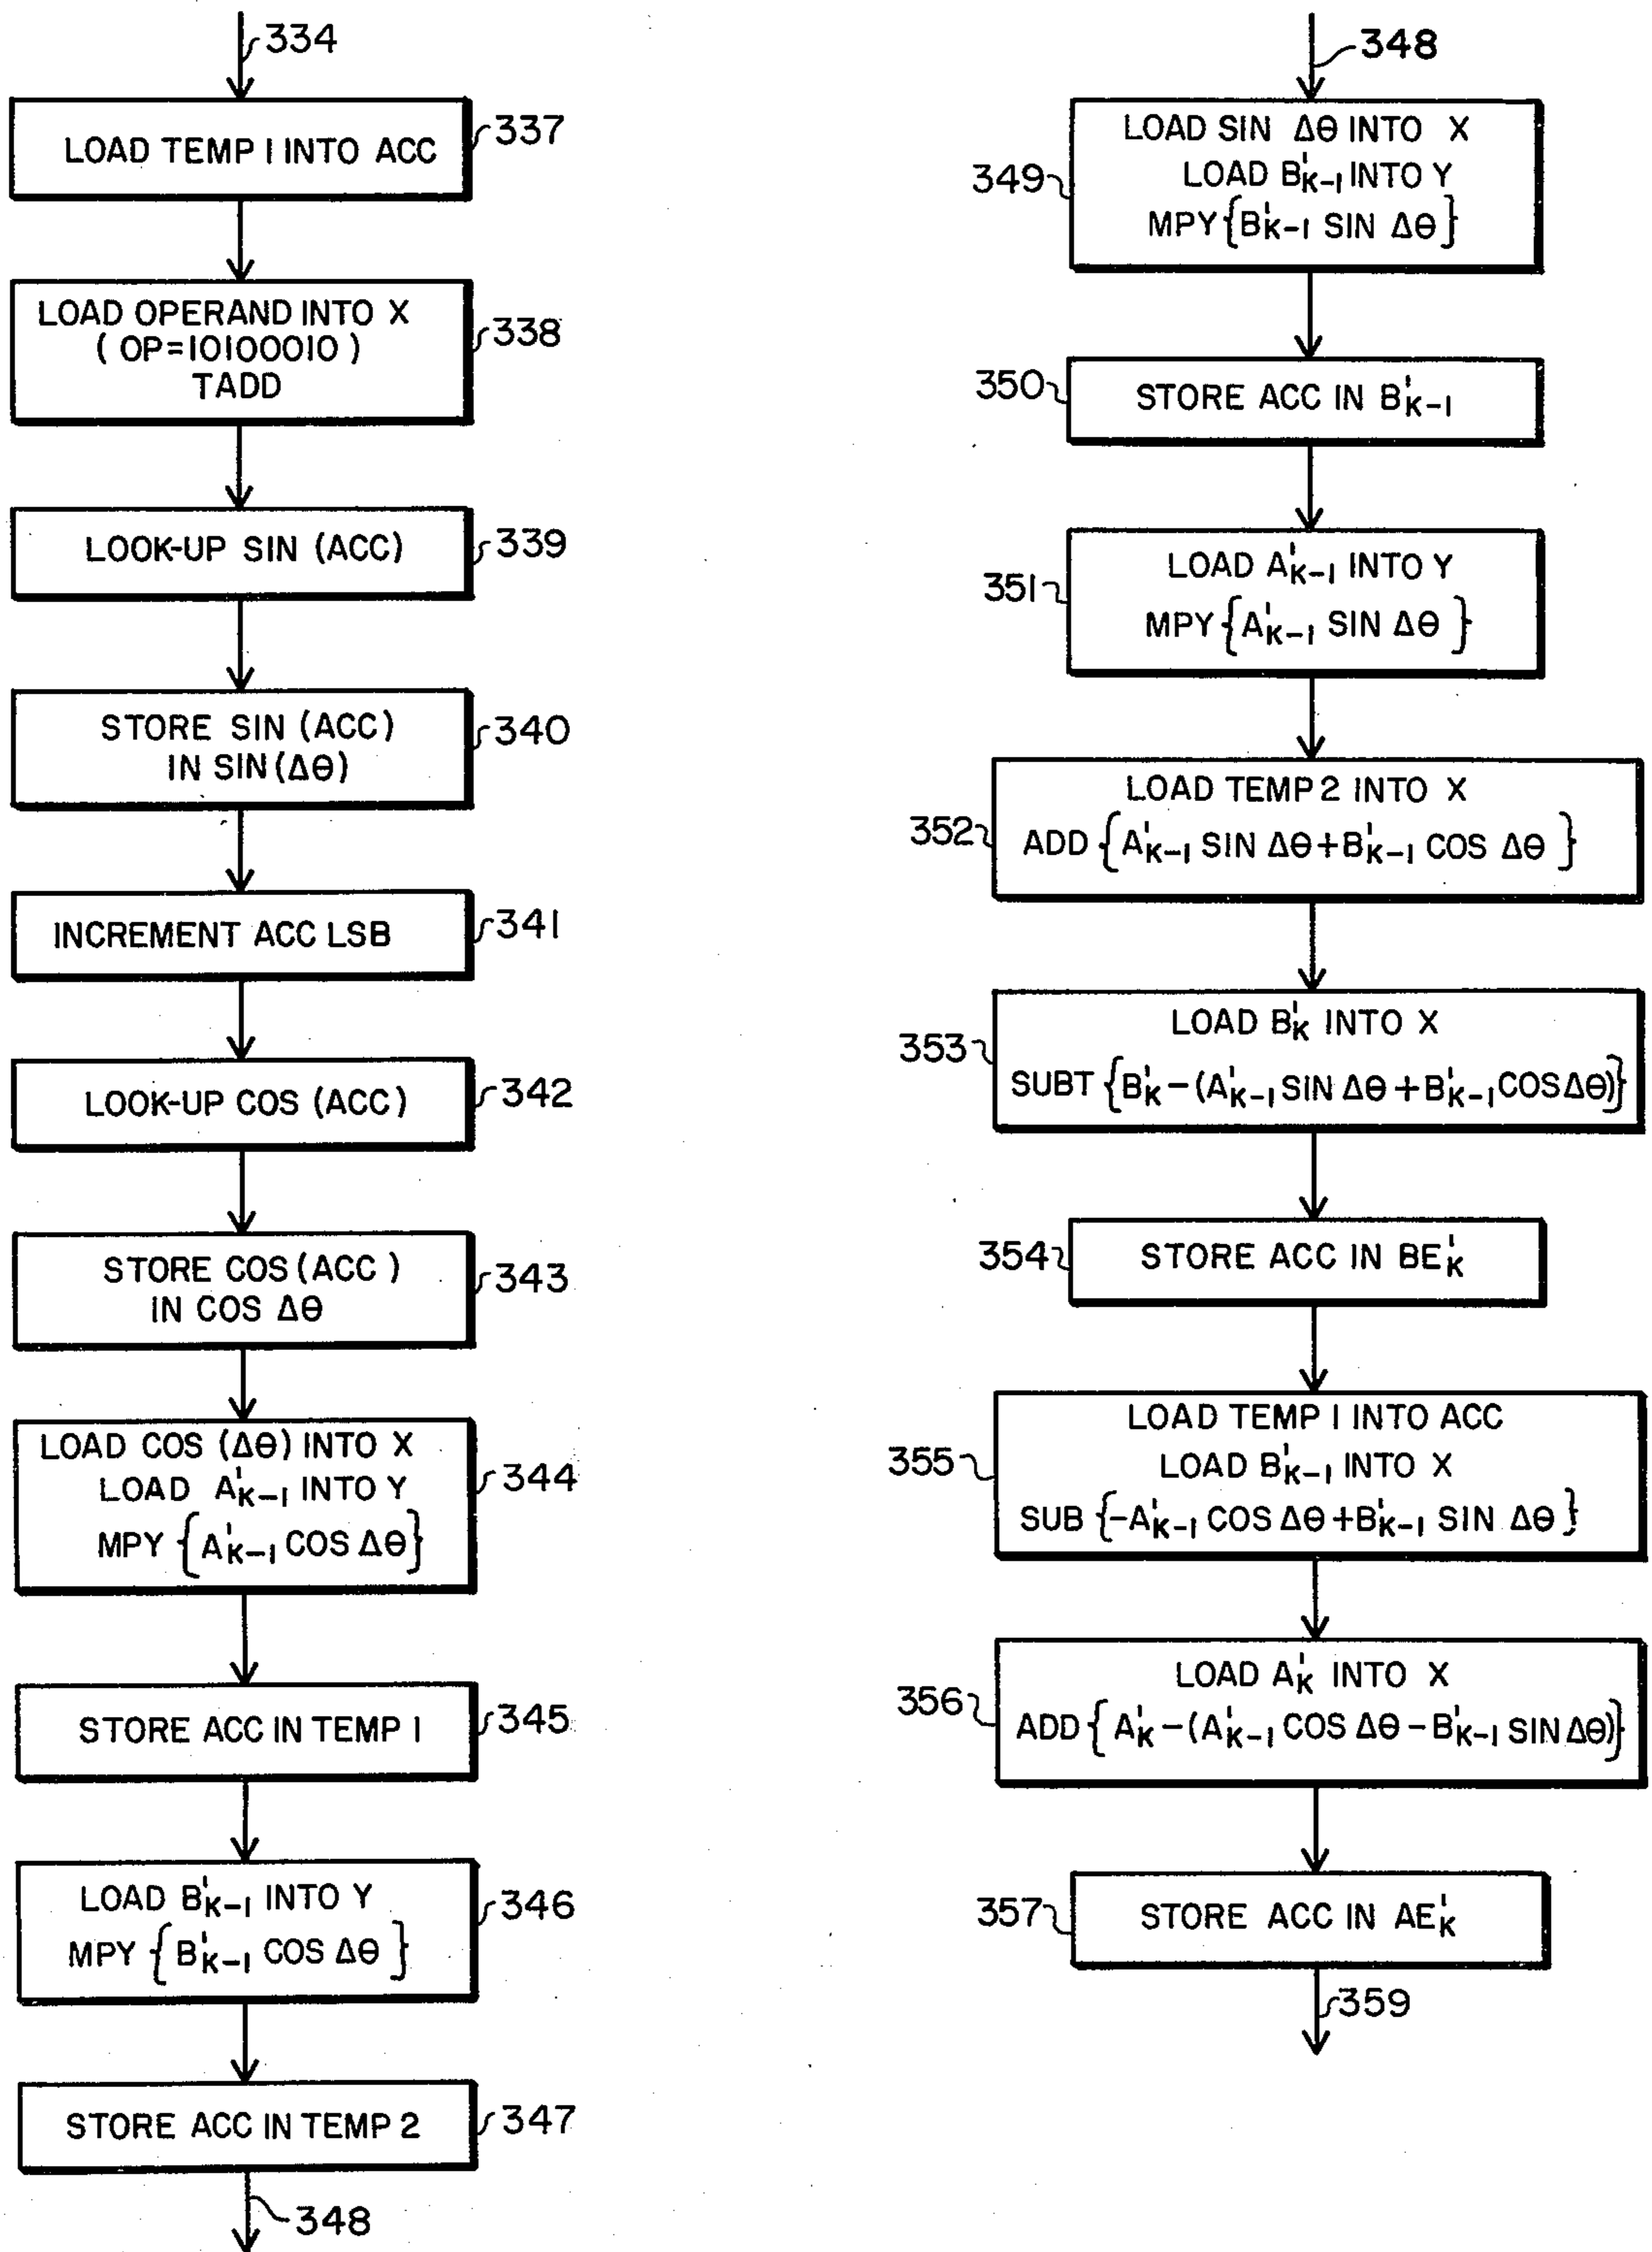 334
LOAD TEMP 1 INTO ACC
337
LOAD OPERAND INTO X
( OP=10100010 )
TADD
338
LOOK-UP SIN (ACC)
339
STORE SIN (ACC)
IN SIN (Δθ)
340
INCREMENT ACC LSB
341
LOOK-UP COS (ACC)
342
STORE COS (ACC )
IN COS Δθ
343
LOAD COS (Δθ) INTO X
LOAD A'K-1 INTO Y
MPY {A'K-1 COS Δθ}
344
STORE ACC IN TEMP 1
345
LOAD B'K-1 INTO Y
MPY {B'K-1 COS Δθ }
346
STORE ACC IN TEMP 2
347
348
348
LOAD SIN Δθ INTO X
LOAD B'K-1 INTO Y
MPY{B'K-1 SIN Δθ}
349
STORE ACC IN B'K-1
350
LOAD A'K-1 INTO Y
MPY {A'K-1 SIN Δθ }
351
LOAD TEMP 2 INTO X
ADD {A'K-1 SIN Δθ+B'K-1 COS Δθ }
352
LOAD B'K INTO X
SUBT {B'K-(A'K-1 SIN Δθ+B'K-1 COS Δθ)}
353
STORE ACC IN BE'K
354
LOAD TEMP 1 INTO ACC
LOAD B'K-1 INTO X
SUB {-A'K-1 COS Δθ+B'K-1 SIN Δθ }
355
LOAD A'K INTO X
ADD{ A'K-(A'K-1 COS Δθ-B'K-1 SIN Δθ)}
356
STORE ACC IN AE'K
357
359